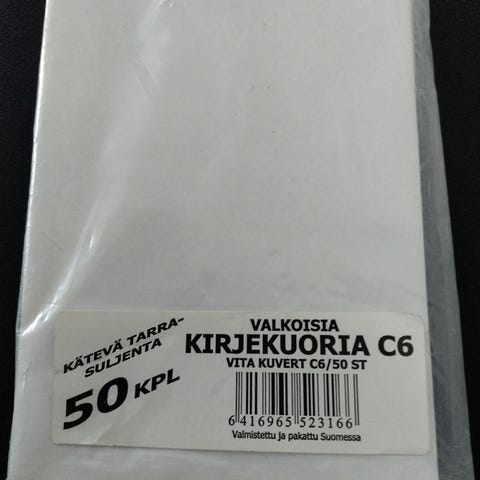 KÄTEVÄ TARRA-
SULJENTA
50 KPL
VALKOISIA
KIRJEKUORIA C6
VITA KUVERT C6/50 ST
6 416965 523166
Valmistettu ja pakattu Suomessa